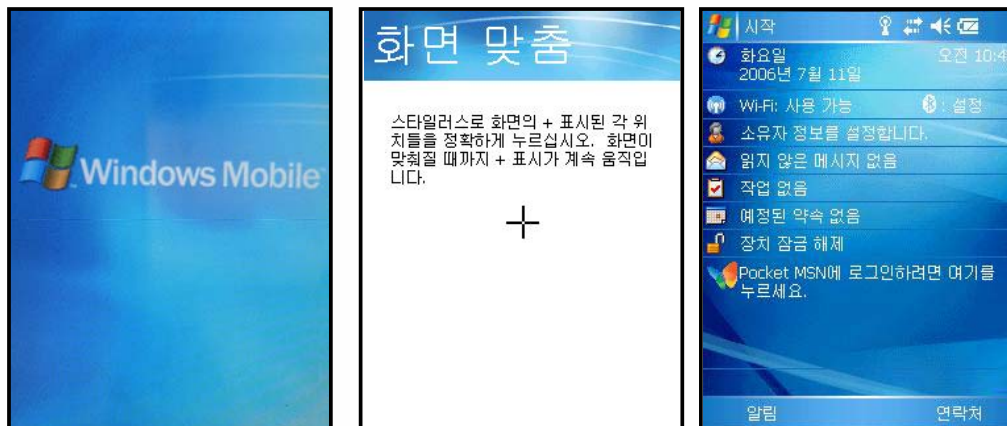 Windows Mobile
화면 맞춤
스타일러스로 화면의 + 표시된 각 위
치들을 정확하게 누르십시오. 화면이
맞춰질 때까지 + 표시가 계속 움직입
니다.
시작
화요일 오전 10:4
2006년 7월 11일
Wi-Fi: 사용 가능 : 설정
소유자 정보를 설정합니다.
읽지 않은 메시지 없음
작업 없음
예정된 약속 없음
장치 잠금 해제
Pocket MSN에 로그인하려면 여기를
누르세요.
알림 연락처